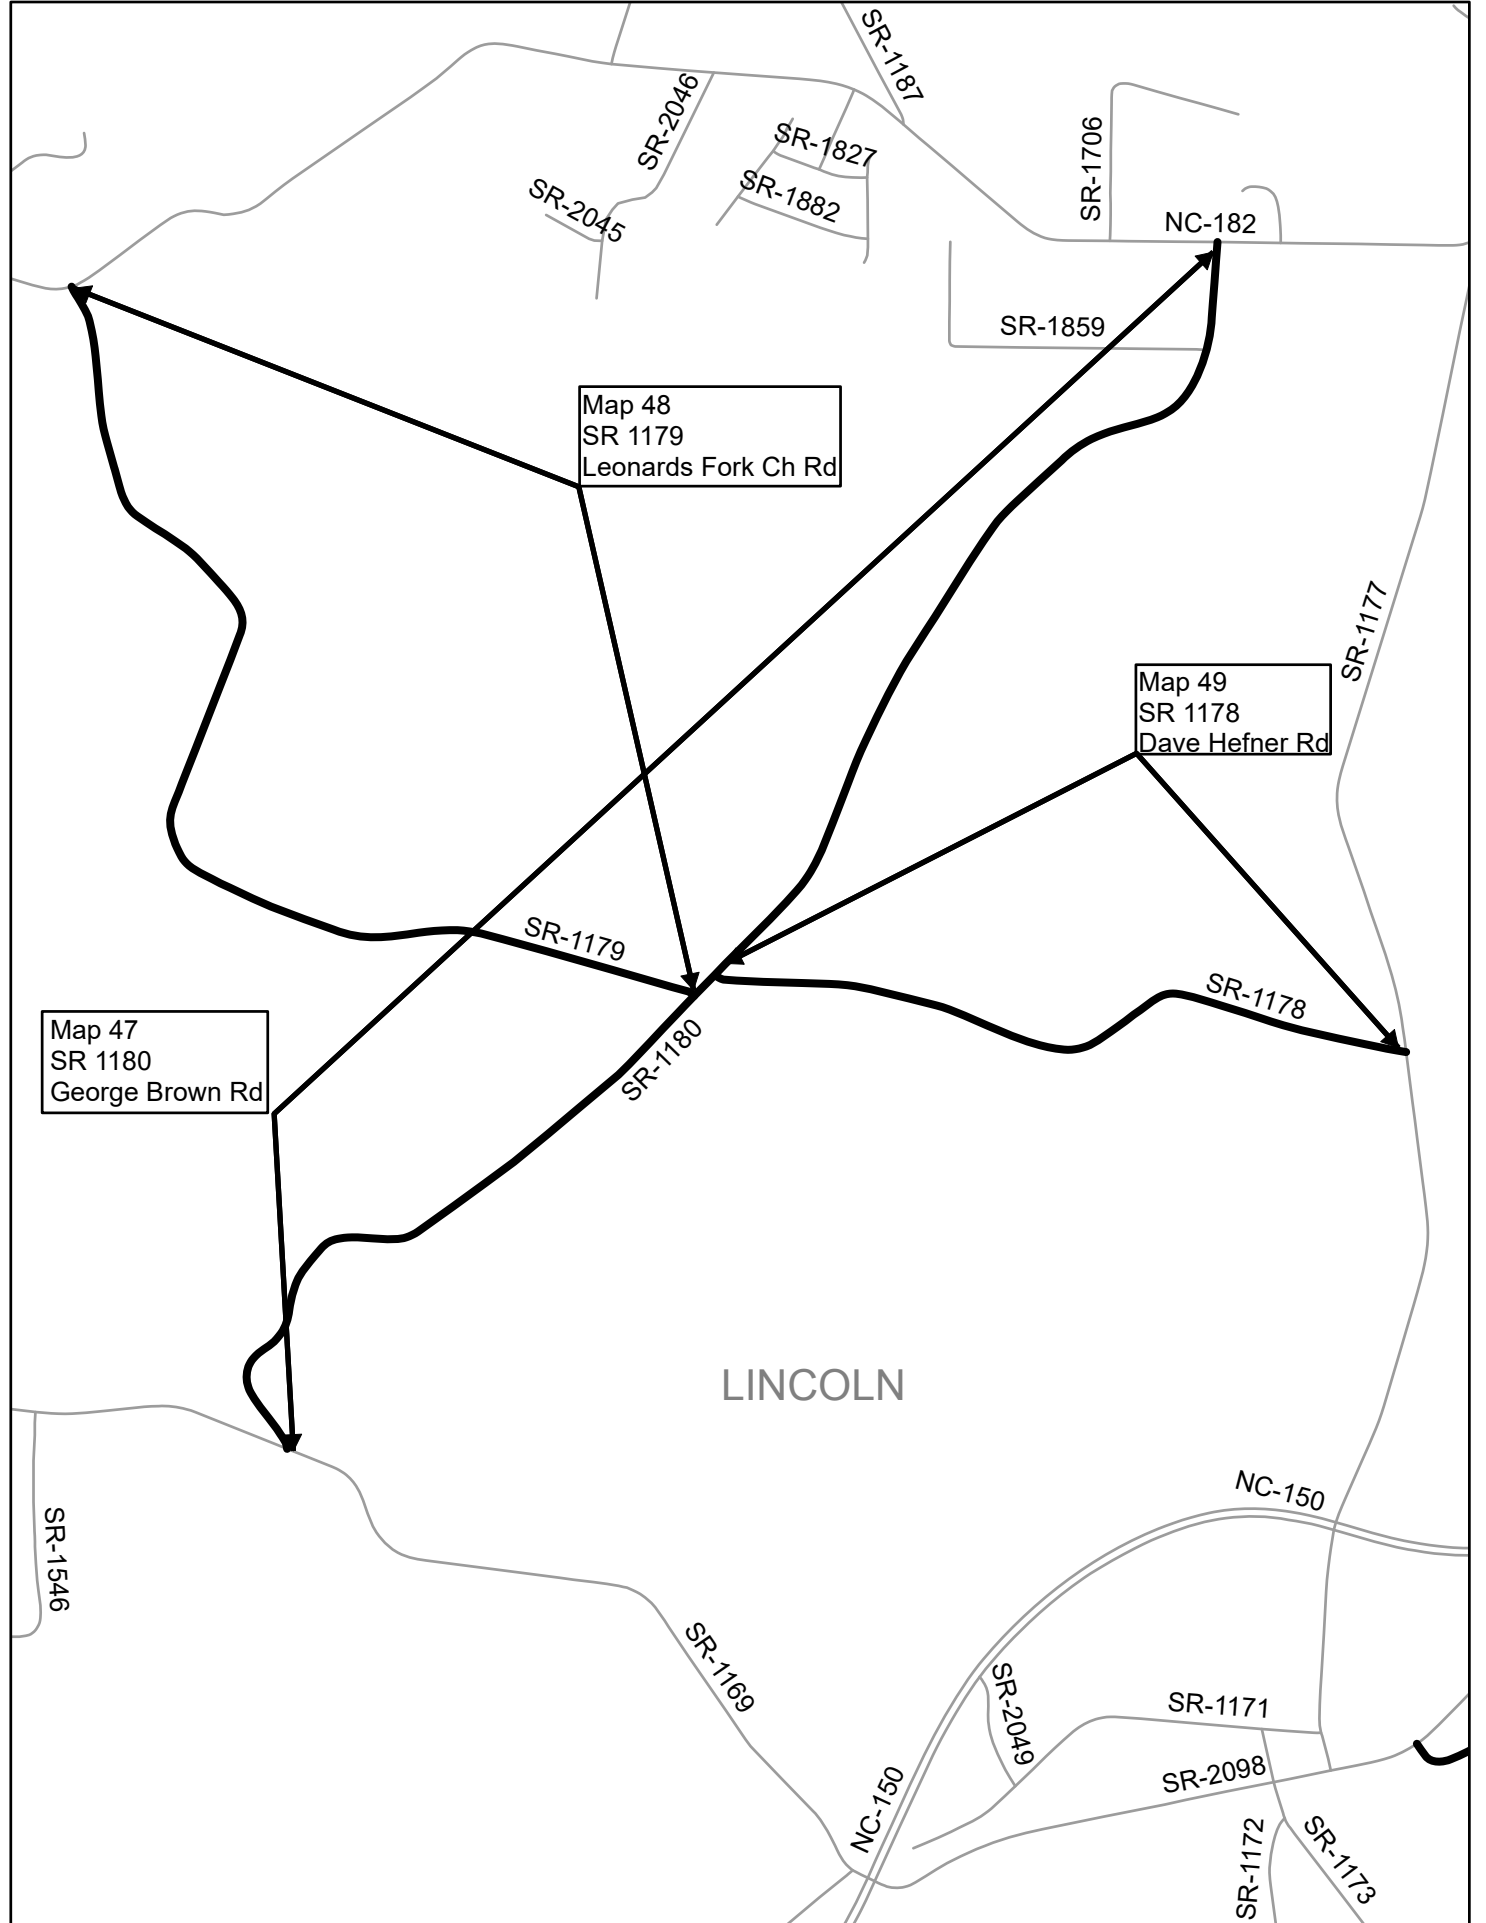 SR-1187
SR-2046
SR-1827
SR-1706
SR-1882
SR-2045
NC-182
SR-1859
Map 48
SR 1179
Leonards Fork Ch Rd
SR-1177
Map 49
SR 1178
Dave Hefner Rd
SR-1179
SR-1178
Map 47
SR 1180
George Brown Rd
SR-1180
LINCOLN
NC-150
SR-1546
SR-1169
SR-2049
SR-1171
SR-2098
NC-150
SR-1172
SR-1173